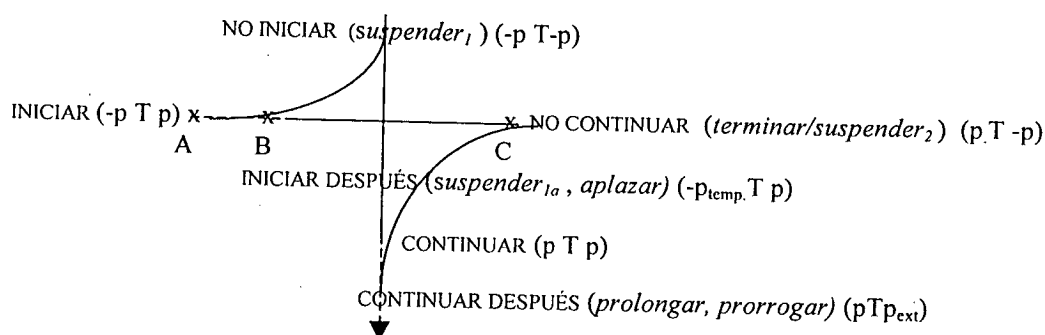 NO INICIAR (suspender1) (-p T-p)
INICIAR (-p T p) x
x
x
NO CONTINUAR (terminar/suspender2) (p.T -p)
A
B
C
INICIAR DESPUÉS (suspender1a, aplazar) (-ptemp.T p)
CONTINUAR (p T p)
CONTINUAR DESPUÉS (prolongar, prorrogar) (pTpext)